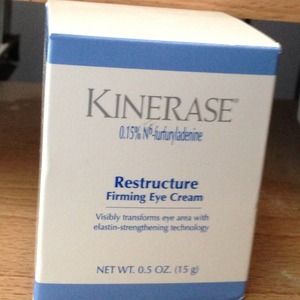 KINERASE®
0.15% N6-furfuryladenine
Restructure
Firming Eye Cream
Visibly transforms eye area with
elastin-strengthening technology
NET WT. 0.5 OZ. (15 g)